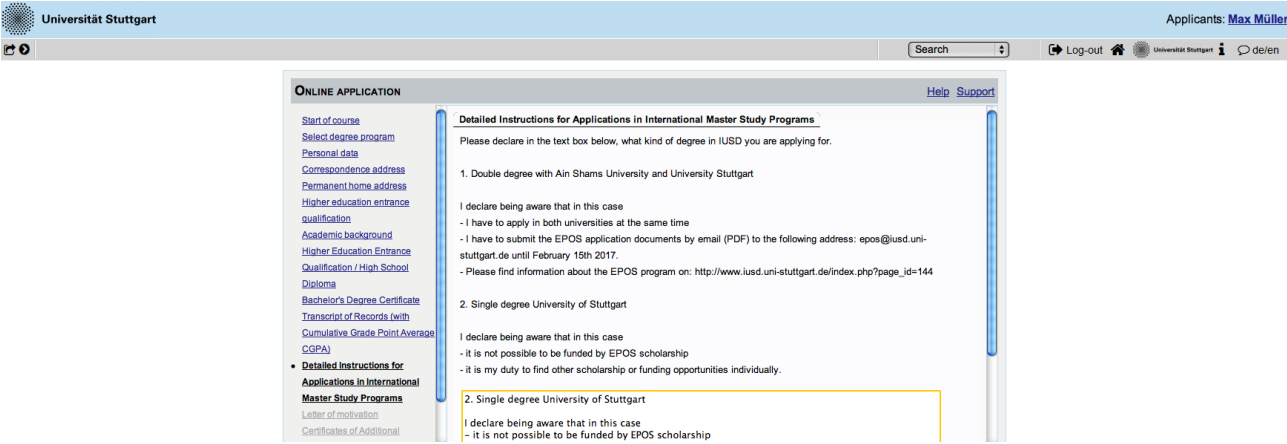 Universität Stuttgart
Applicants: Max Müller
Search
Log-out
Universität Stuttgart
de/en
ONLINE APPLICATION
Help Support
Start of course
Select degree program
Personal data
Correspondence address
Permanent home address
Higher education entrance
qualification
Academic background
Higher Education Entrance
Qualification / High School
Diploma
Bachelor's Degree Certificate
Transcript of Records (with
Cumulative Grade Point Average
CGPA)
Detailed Instructions for
Applications in International
Master Study Programs
Letter of motivation
Certificates of Additional
Detailed Instructions for Applications in International Master Study Programs
Please declare in the text box below, what kind of degree in IUSD you are applying for.
1. Double degree with Ain Shams University and University Stuttgart
I declare being aware that in this case
- I have to apply in both universities at the same time
- I have to submit the EPOS application documents by email (PDF) to the following address: epos@iusd.uni-
stuttgart.de until February 15th 2017.
- Please find information about the EPOS program on: http://www.iusd.uni-stuttgart.de/index.php?page_id=144
2. Single degree University of Stuttgart
I declare being aware that in this case
- it is not possible to be funded by EPOS scholarship
- it is my duty to find other scholarship or funding opportunities individually.
2. Single degree University of Stuttgart
I declare being aware that in this case
- it is not possible to be funded by EPOS scholarship